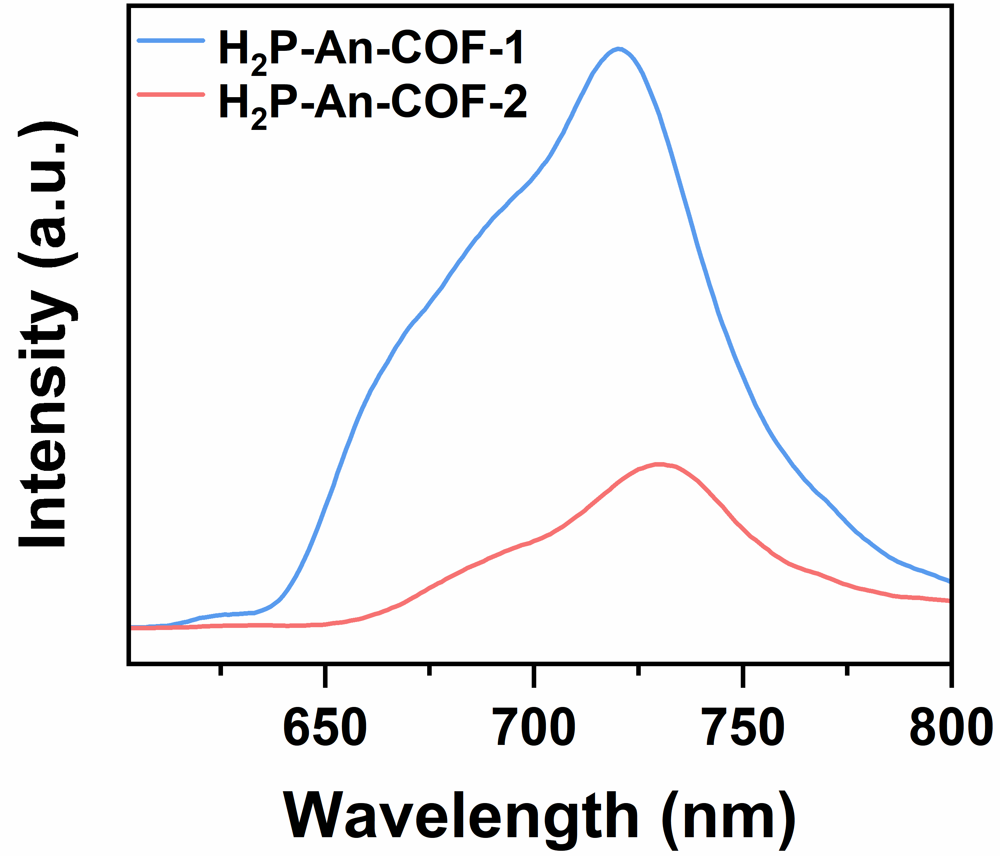 H₂P-An-COF-1
H₂P-An-COF-2
Intensity (a.u.)
650 700 750 800
Wavelength (nm)